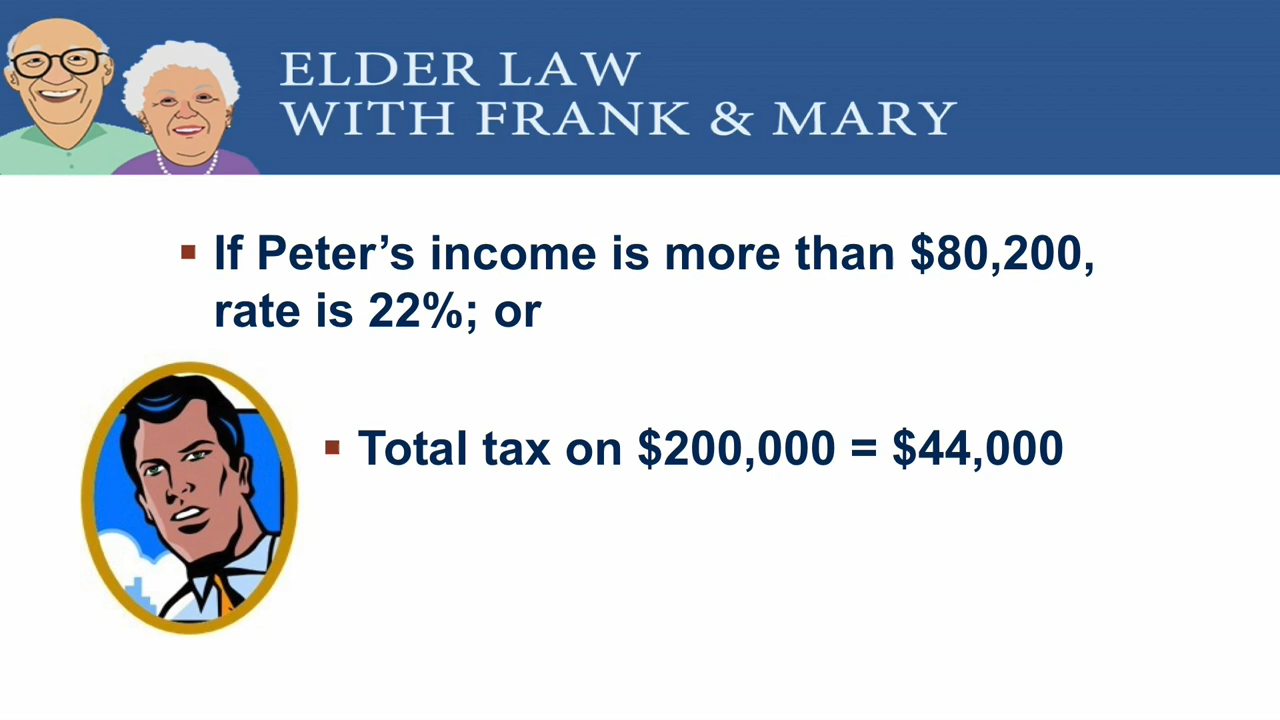 ELDER LAW
WITH FRANK & MARY
▪ If Peter’s income is more than $80,200,
rate is 22%; or
▪ Total tax on $200,000 = $44,000